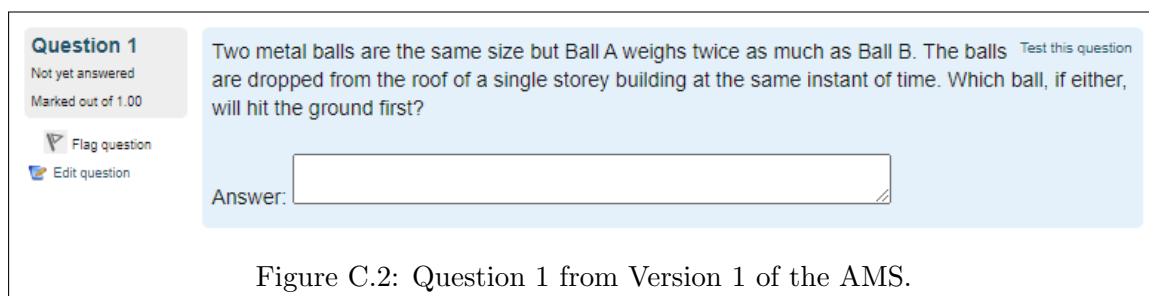 Question 1
Not yet answered
Marked out of 1.00
Flag question
Edit question
Two metal balls are the same size but Ball A weighs twice as much as Ball B. The balls
Test this question
are dropped from the roof of a single storey building at the same instant of time. Which ball, if either,
will hit the ground first?
Answer:
Figure C.2: Question 1 from Version 1 of the AMS.